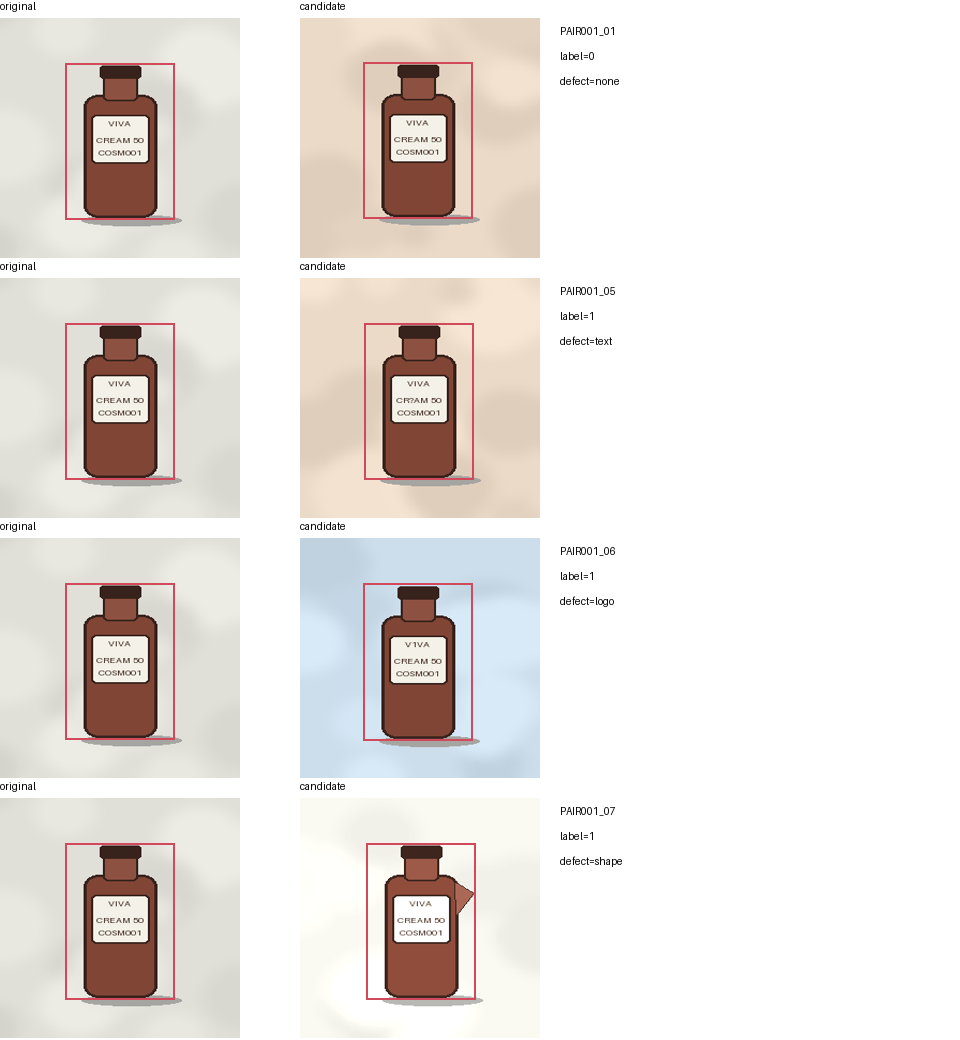 original
candidate
PAIR001_01
label=0
defect=none
VIVA
CREAM 50
COSM001
VIVA
CREAM 50
COSM001
original
candidate
PAIR001_05
label=1
defect=text
VIVA
CREAM 50
COSM001
VIVA
CR?AM 50
COSM001
original
candidate
PAIR001_06
label=1
defect=logo
VIVA
CREAM 50
COSM001
V1VA
CREAM 50
COSM001
original
candidate
PAIR001_07
label=1
defect=shape
VIVA
CREAM 50
COSM001
VIVA
CREAM 50
COSM001